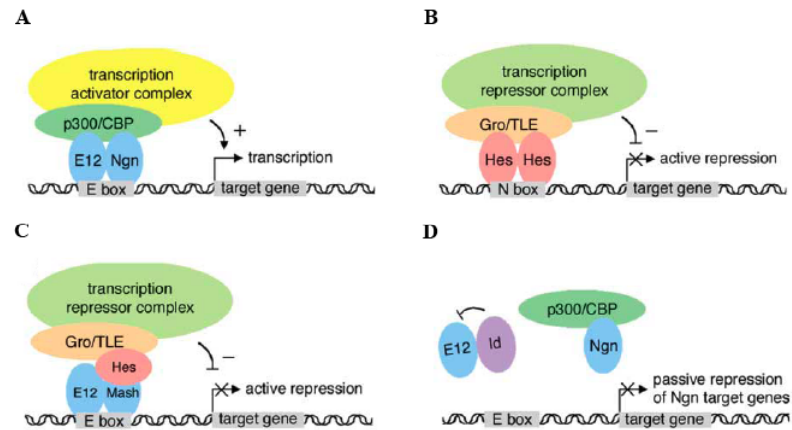 A
transcription
activator complex
p300/CBP
+
E12 Ngn
transcription
E box
target gene
B
transcription
repressor complex
Gro/TLE
–
Hes Hes
active repression
N box
target gene
C
transcription
repressor complex
Gro/TLE
–
Hes
E12 Mash
active repression
E box
target gene
D
p300/CBP
E12
Id
Ngn
passive repression
of Ngn target genes
E box
target gene